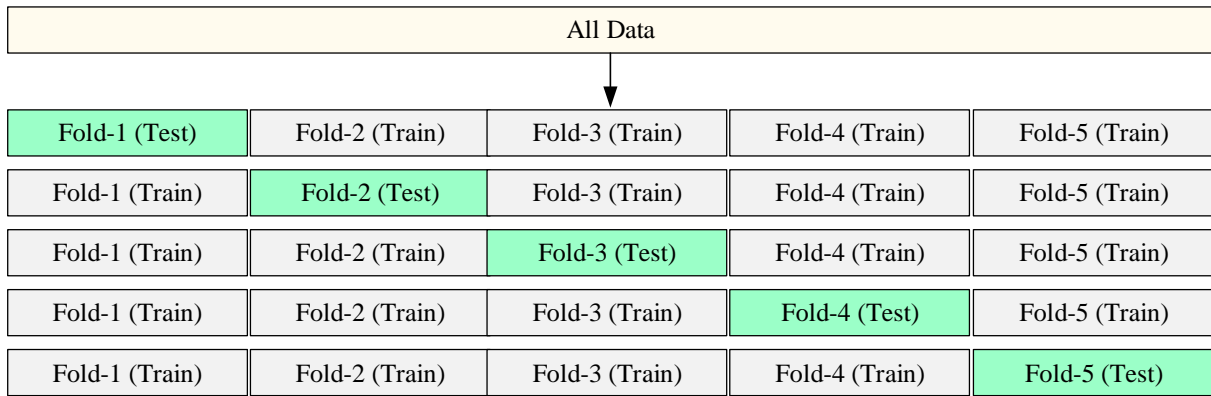 All Data
Fold-1 (Test) Fold-2 (Train) Fold-3 (Train) Fold-4 (Train) Fold-5 (Train)
Fold-1 (Train) Fold-2 (Test) Fold-3 (Train) Fold-4 (Train) Fold-5 (Train)
Fold-1 (Train) Fold-2 (Train) Fold-3 (Test) Fold-4 (Train) Fold-5 (Train)
Fold-1 (Train) Fold-2 (Train) Fold-3 (Train) Fold-4 (Test) Fold-5 (Train)
Fold-1 (Train) Fold-2 (Train) Fold-3 (Train) Fold-4 (Train) Fold-5 (Test)